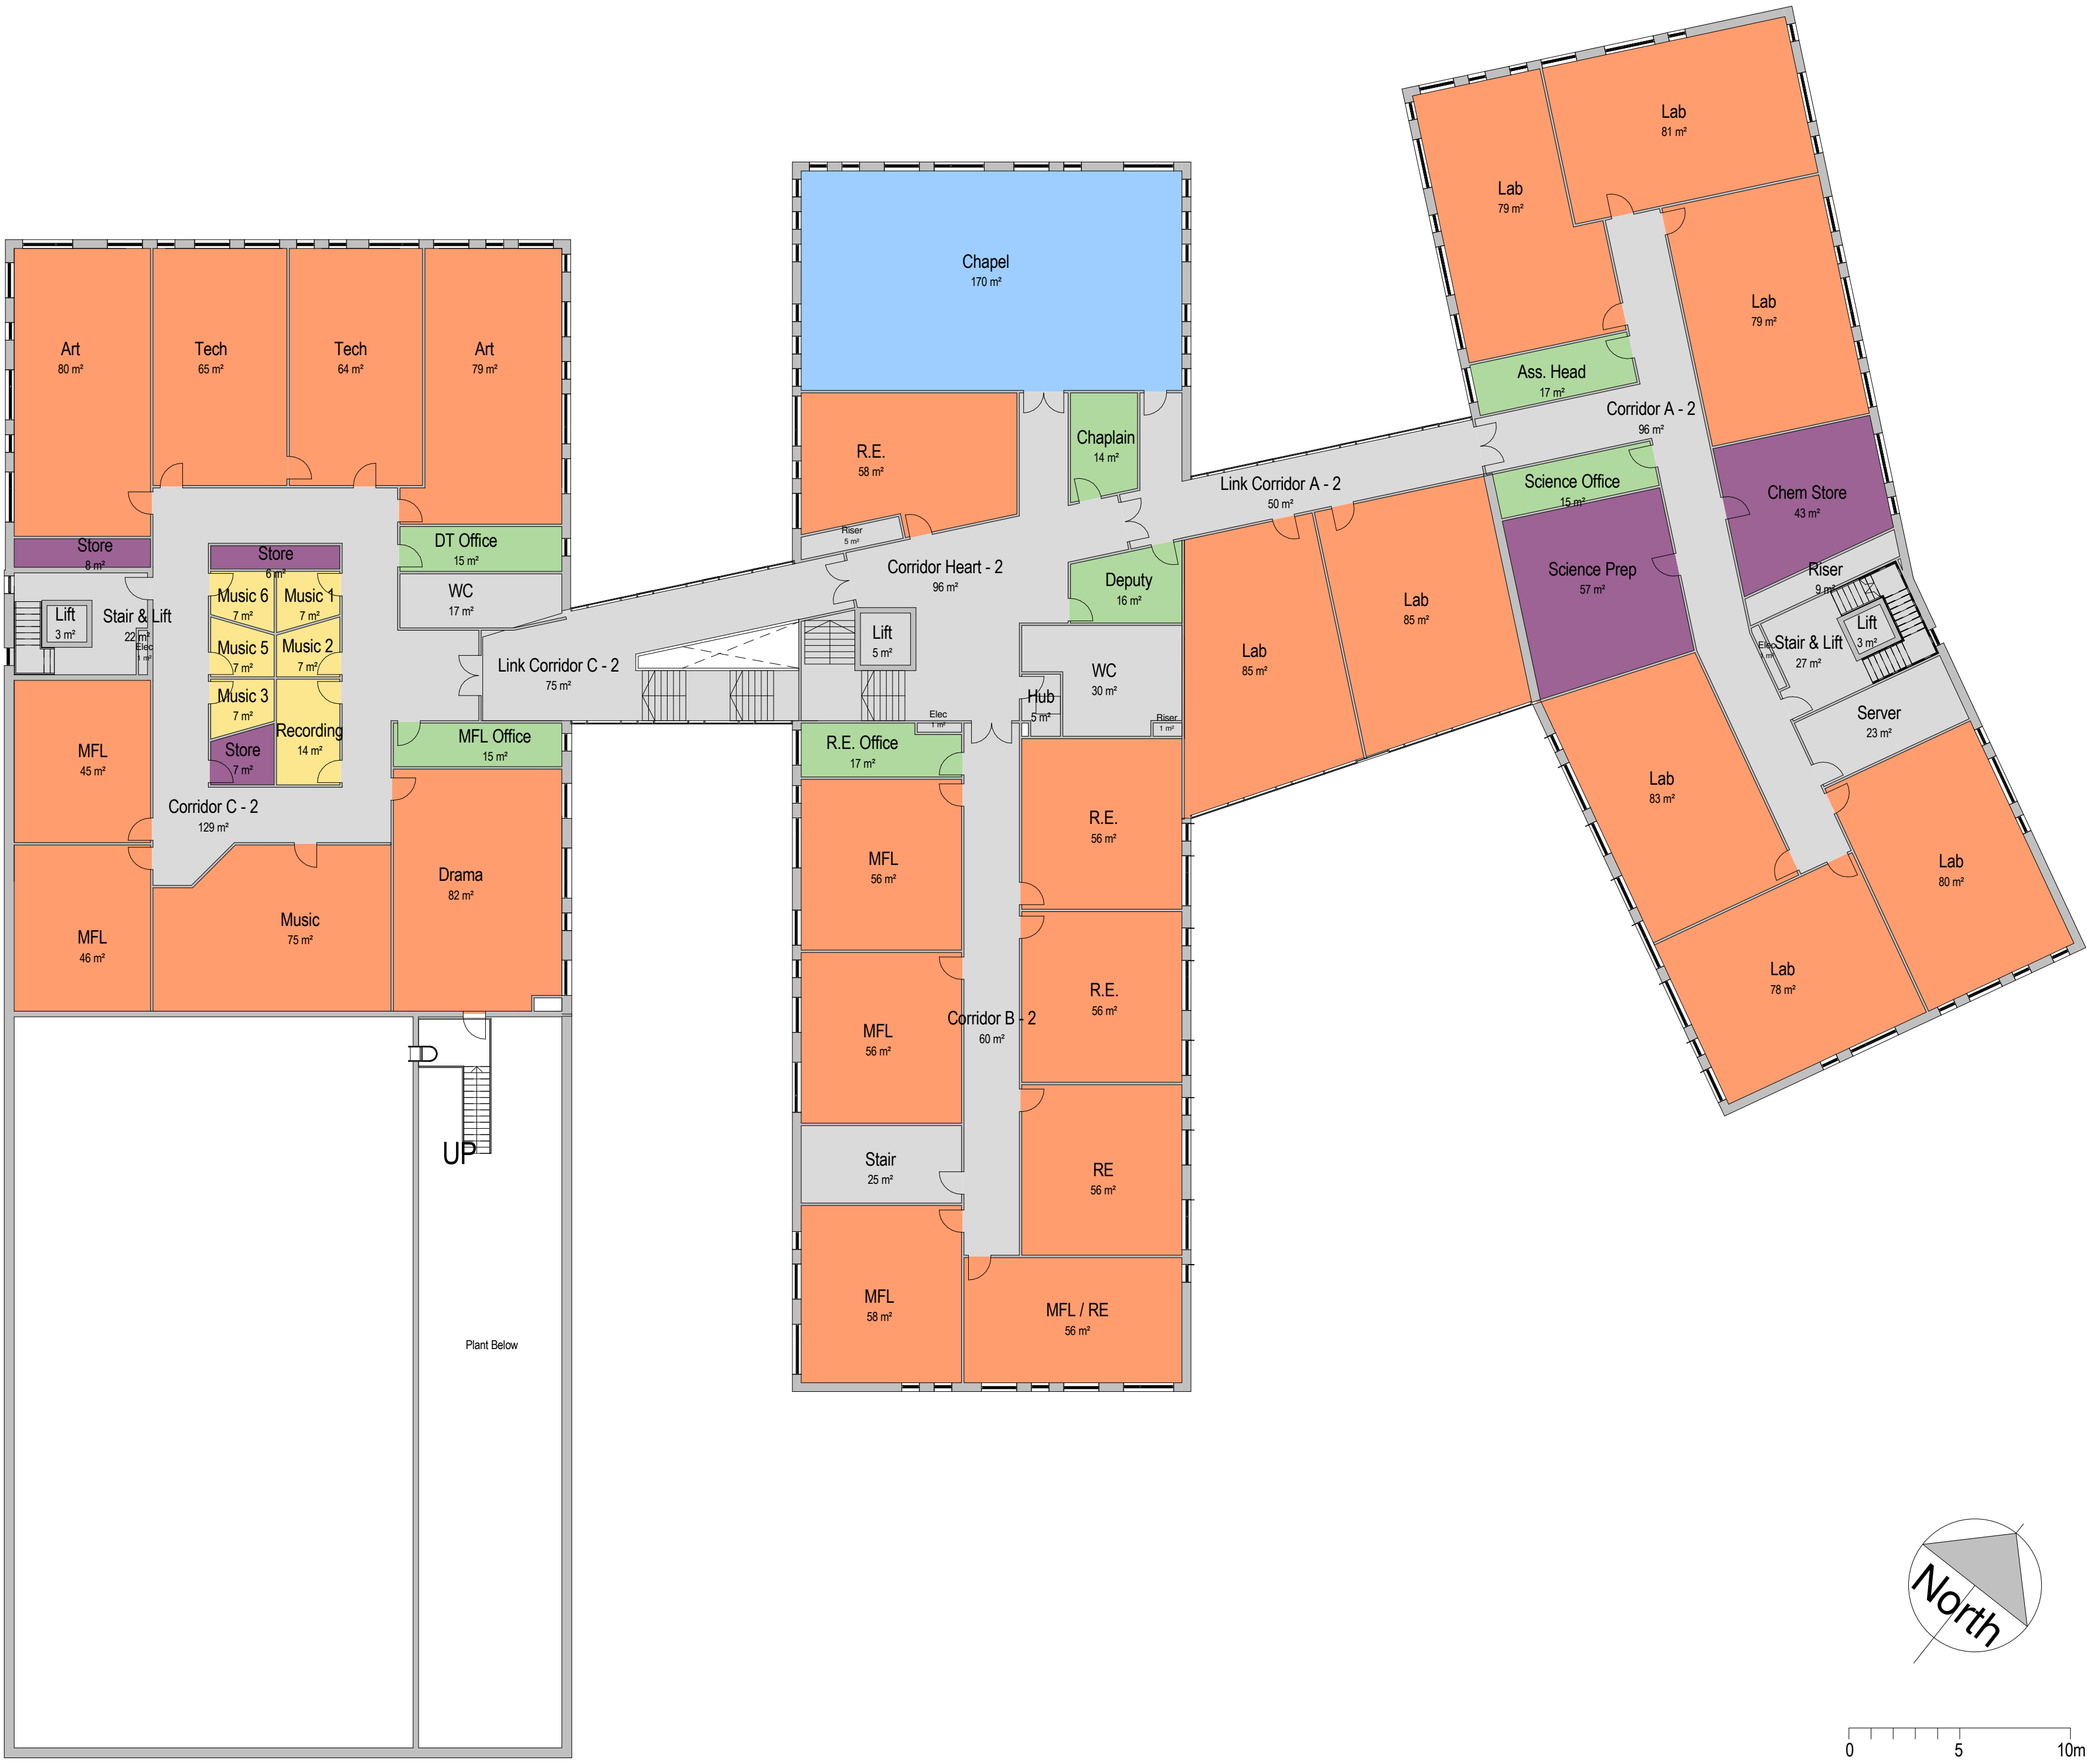 Art
80 m²
Tech
65 m²
Tech
64 m²
Art
79 m²
Store
8 m²
DT Office
15 m²
WC
17 m²
Store
6 m²
Music 6
7 m²
Music 1
7 m²
Music 5
7 m²
Music 2
7 m²
Music 3
7 m²
Recording
14 m²
Store
7 m²
Lift
3 m²
Stair & Lift
22 m²
Elec
1 m²
MFL
45 m²
MFL
46 m²
Corridor C - 2
129 m²
Music
75 m²
MFL Office
15 m²
Drama
82 m²
UP
Plant Below
Link Corridor C - 2
75 m²
Chapel
170 m²
R.E.
58 m²
Chaplain
14 m²
Riser
5 m²
Corridor Heart - 2
96 m²
Deputy
16 m²
Lift
5 m²
WC
30 m²
Hub
5 m²
Elec
1 m²
Riser
1 m²
R.E. Office
17 m²
MFL
56 m²
R.E.
56 m²
MFL
56 m²
R.E.
56 m²
Corridor B - 2
60 m²
Stair
25 m²
RE
56 m²
MFL
58 m²
MFL / RE
56 m²
Link Corridor A - 2
50 m²
Lab
85 m²
Lab
85 m²
Lab
79 m²
Lab
81 m²
Lab
79 m²
Ass. Head
17 m²
Corridor A - 2
96 m²
Science Office
15 m²
Science Prep
57 m²
Chem Store
43 m²
Riser
9 m²
Lift
3 m²
Elec
1 m²
Stair & Lift
27 m²
Server
23 m²
Lab
83 m²
Lab
80 m²
Lab
78 m²
North
0 5 10m